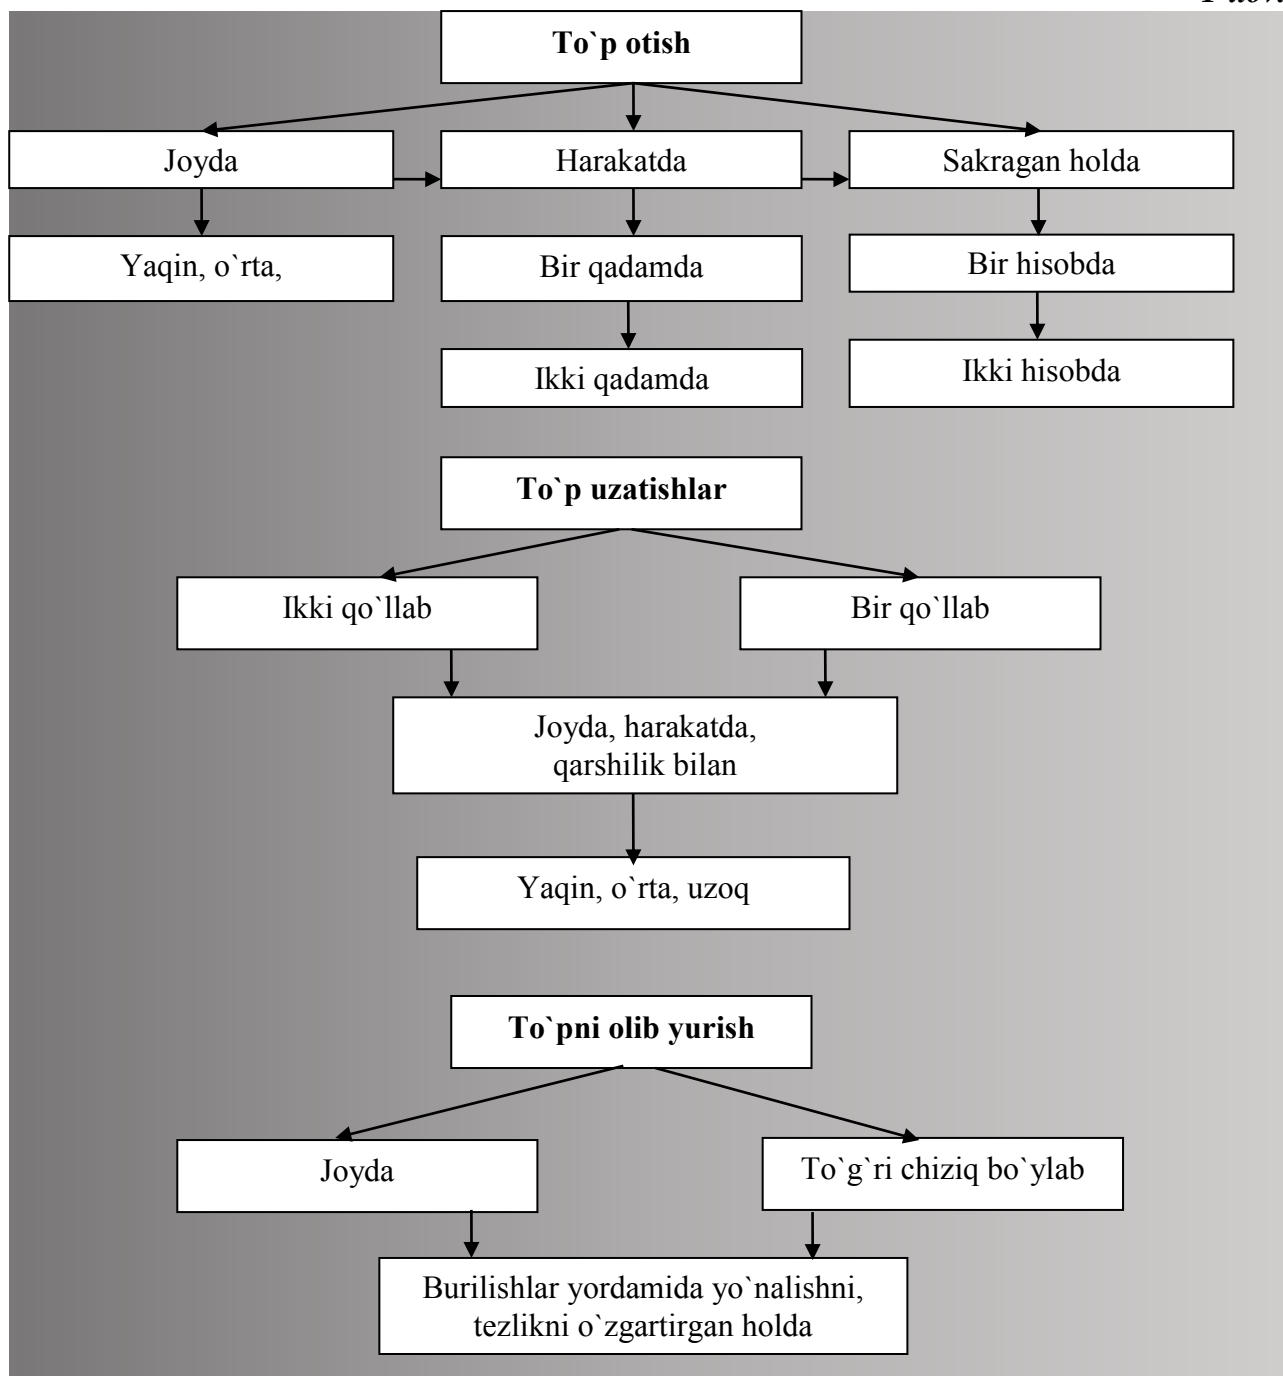 To`p otish
Joyda
Harakatda
Sakragan holda
Yaqin, o`rta,
Bir qadamda
Bir hisobda
Ikki qadamda
Ikki hisobda
To`p uzatishlar
Ikki qo`llab
Bir qo`llab
Joyda, harakatda,
qarshilik bilan
Yaqin, o`rta, uzoq
To`pni olib yurish
Joyda
To`g`ri chiziq bo`ylab
Burilishlar yordamida yo`nalishni,
tezlikni o`zgartirgan holda